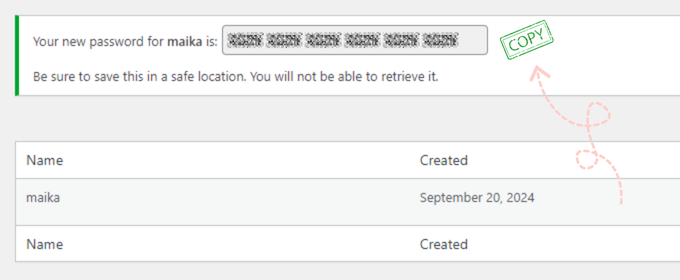 Your new password for maika is:
COPY
Be sure to save this in a safe location. You will not be able to retrieve it.
Name Created
maika September 20, 2024
Name Created